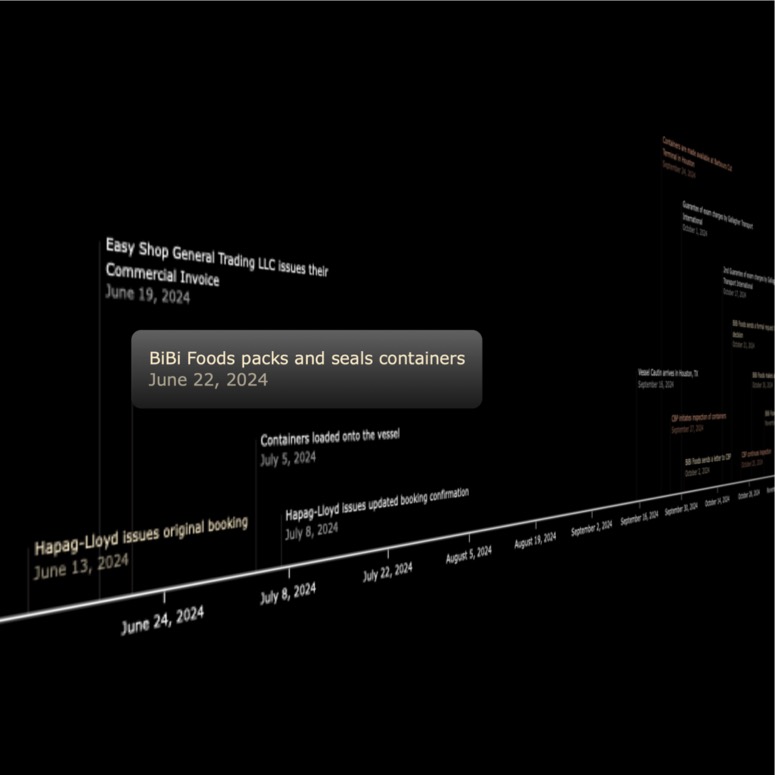 Containers are made available at Barbours Cut
Terminal in Houston
September 24, 2024
Guarantee of exam charges by Gallagher Transport
International
October 1, 2024
2nd Guarantee of exam charges by
Transport International
October 17, 2024
Easy Shop General Trading LLC issues their
Commercial Invoice
June 19, 2024
BiBi Foods sends a formal request
decision
October 21, 2024
BiBi Foods packs and seals containers
June 22, 2024
Vessel Cautin arrives in Houston, TX
September 18, 2024
BiBi Foods makes
CBP initiates inspection of containers
September 27, 2024
Containers loaded onto the vessel
July 5, 2024
BiBi Foods sends a letter to CBP
October 2, 2024
CBP continues inspection
Hapag-Lloyd issues updated booking confirmation
July 8, 2024
Hapag-Lloyd issues original booking
June 13, 2024
June 24, 2024
July 8, 2024
July 22, 2024
August 5, 2024
August 19, 2024
September 2, 2024
September 16, 2024
September 30, 2024
October 14, 2024
October 28, 2024